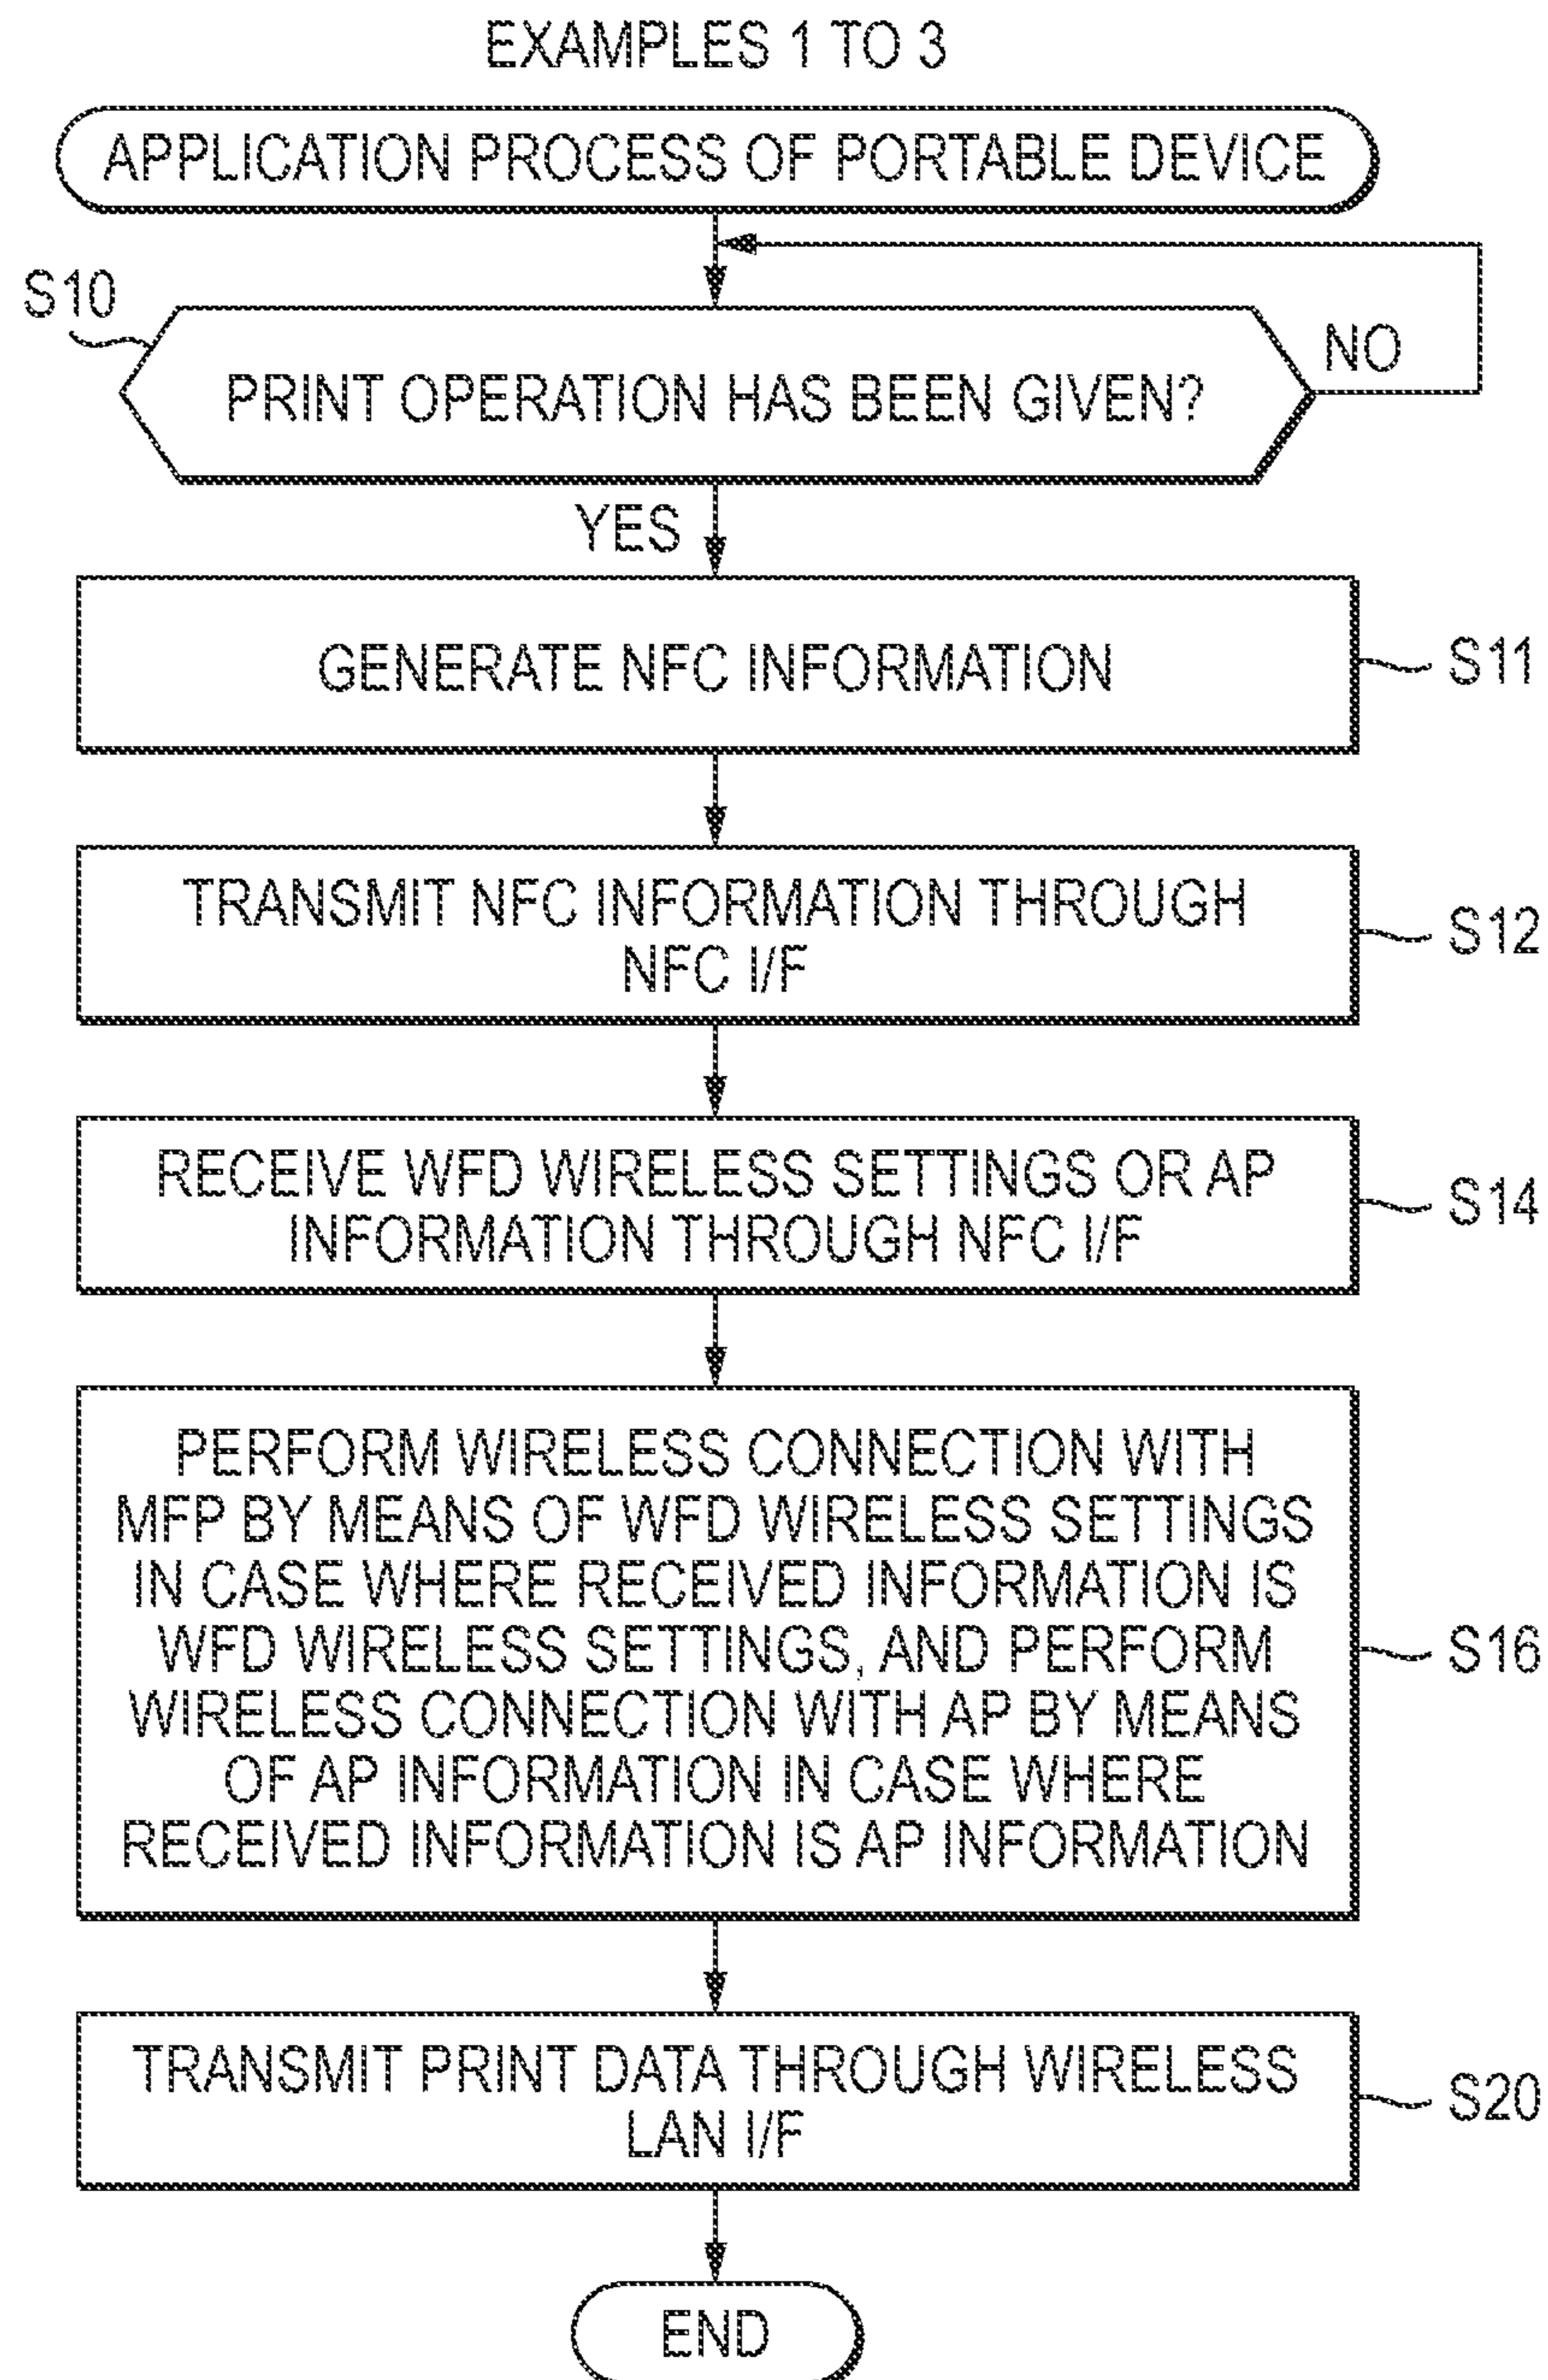 EXAMPLES 1 TO 3
APPLICATION PROCESS OF PORTABLE DEVICE
S10
PRINT OPERATION HAS BEEN GIVEN?
NO
YES
GENERATE NFC INFORMATION
S11
TRANSMIT NFC INFORMATION THROUGH
NFC I/F
S12
RECEIVE WFD WIRELESS SETTINGS OR AP
INFORMATION THROUGH NFC I/F
S14
PERFORM WIRELESS CONNECTION WITH
MFP BY MEANS OF WFD WIRELESS SETTINGS
IN CASE WHERE RECEIVED INFORMATION IS
WFD WIRELESS SETTINGS, AND PERFORM
WIRELESS CONNECTION WITH AP BY MEANS
OF AP INFORMATION IN CASE WHERE
RECEIVED INFORMATION IS AP INFORMATION
S16
TRANSMIT PRINT DATA THROUGH WIRELESS
LAN I/F
S20
END